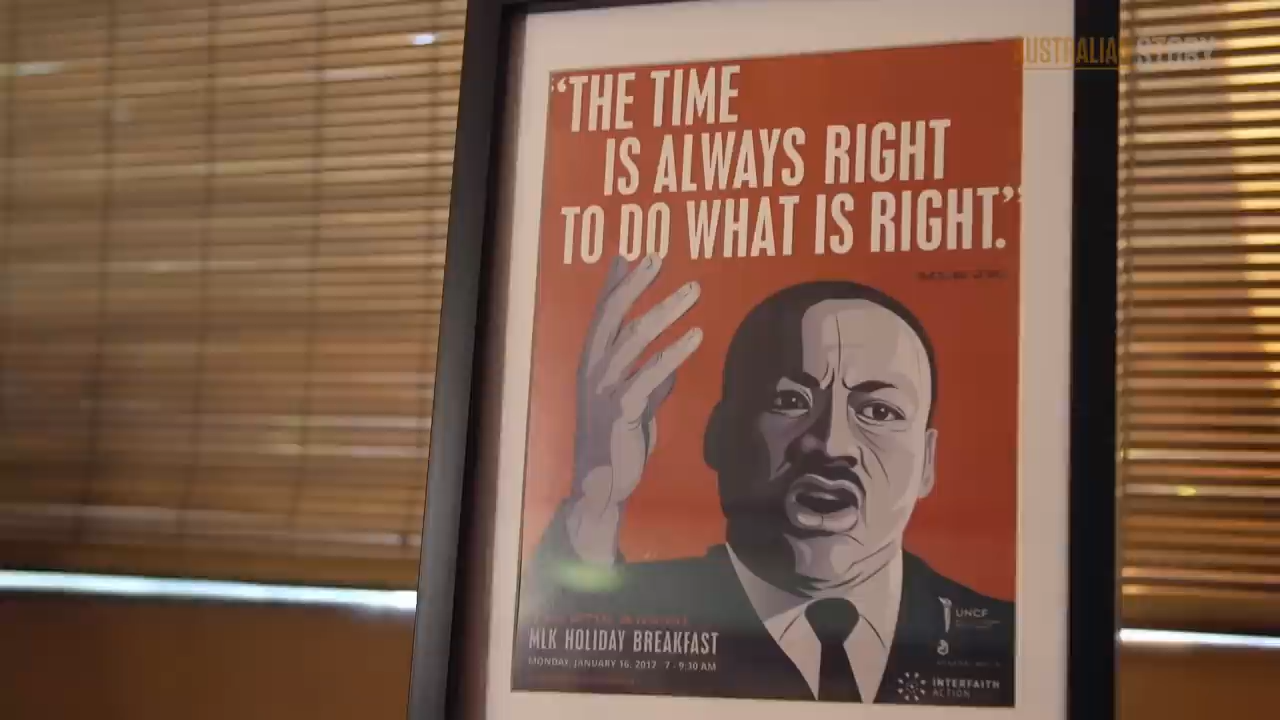 AUSTRALIAN STORY
“THE TIME
IS ALWAYS RIGHT
TO DO WHAT IS RIGHT.”
MLK HOLIDAY BREAKFAST
MONDAY, JANUARY 16, 2017 7 - 9:30 AM
UNCF
INTERFAITH
ACTION